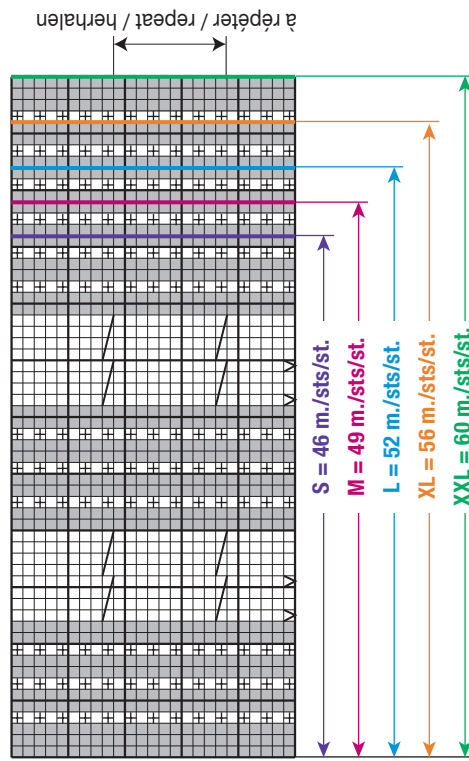 à répéter / repeat / herhalen
S = 46 m./sts/st.
M = 49 m./sts/st.
L = 52 m./sts/st.
XL = 56 m./sts/st.
XXL = 60 m./sts/st.